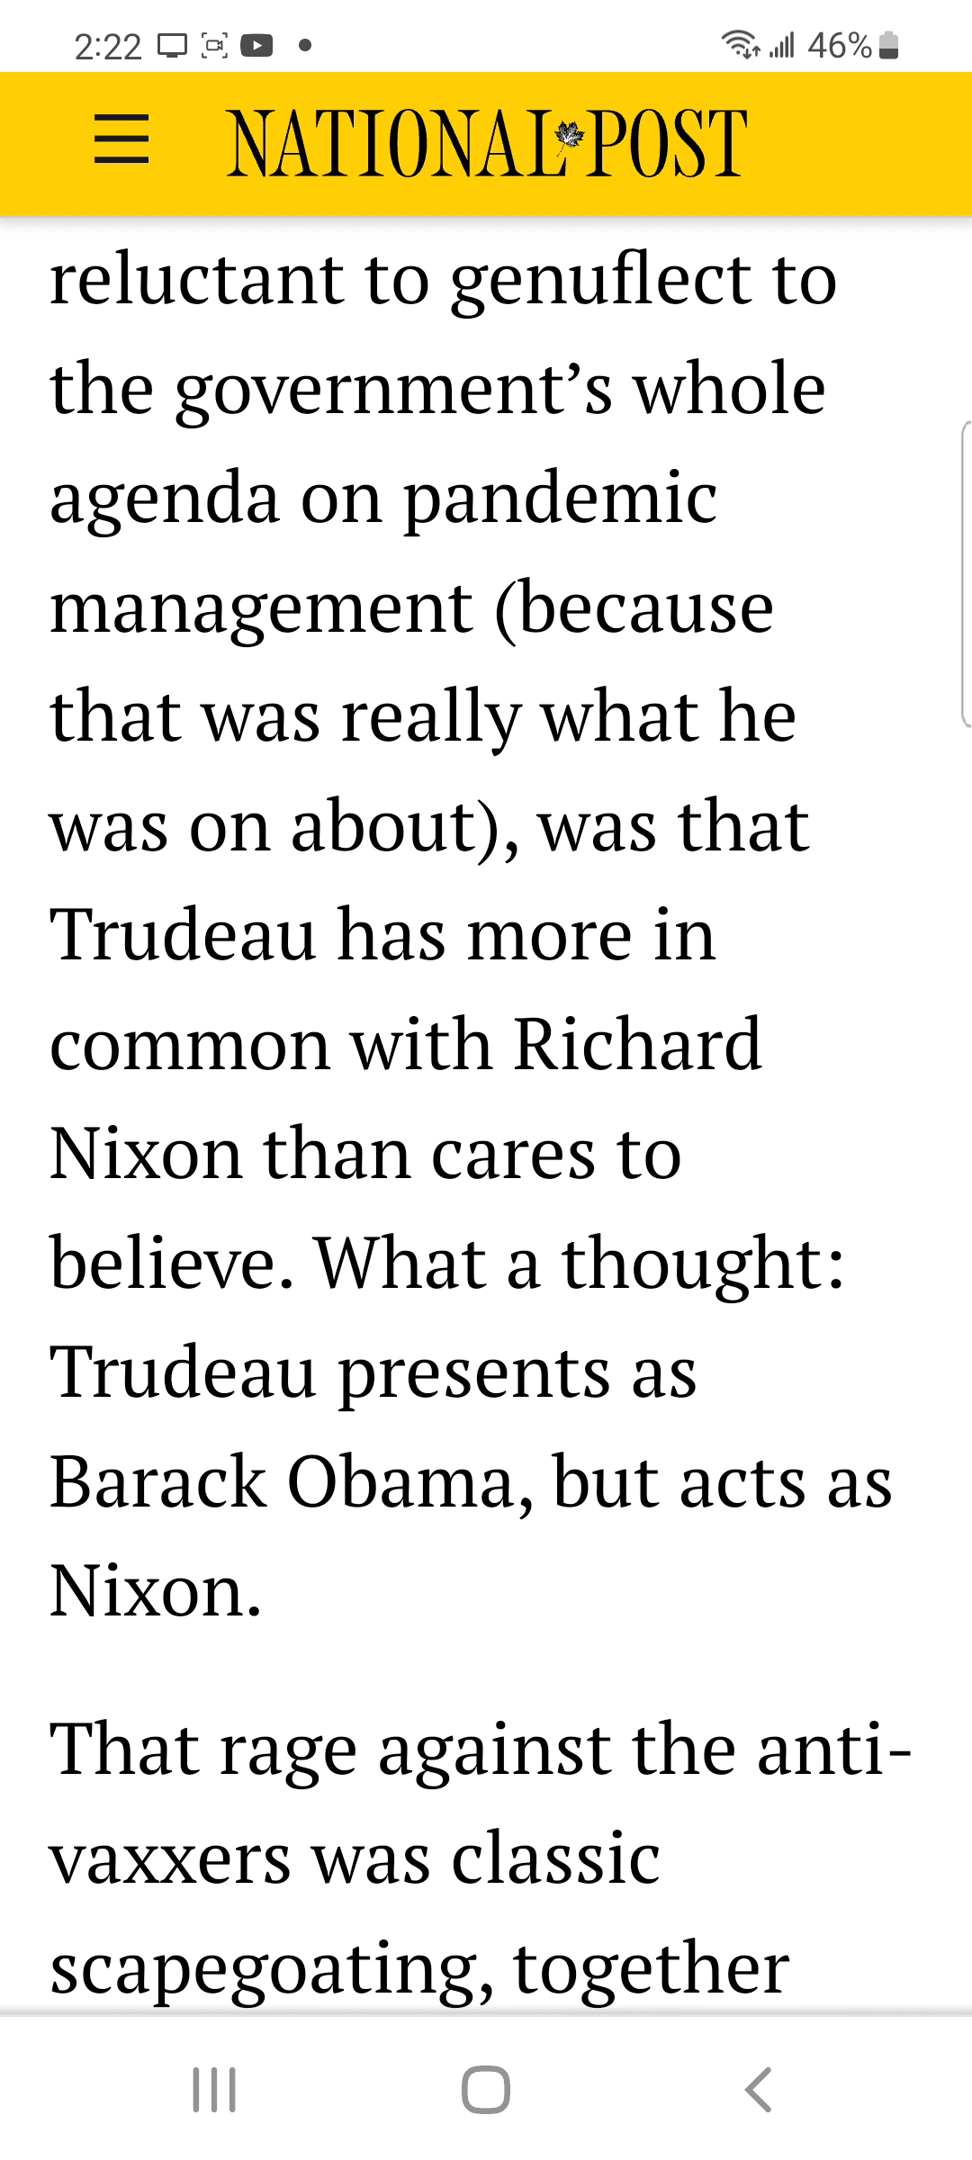 2:22 46%
NATIONAL POST
reluctant to genuflect to
the government’s whole
agenda on pandemic
management (because
that was really what he
was on about), was that
Trudeau has more in
common with Richard
Nixon than cares to
believe. What a thought:
Trudeau presents as
Barack Obama, but acts as
Nixon.
That rage against the anti-
vaxxers was classic
scapegoating, together